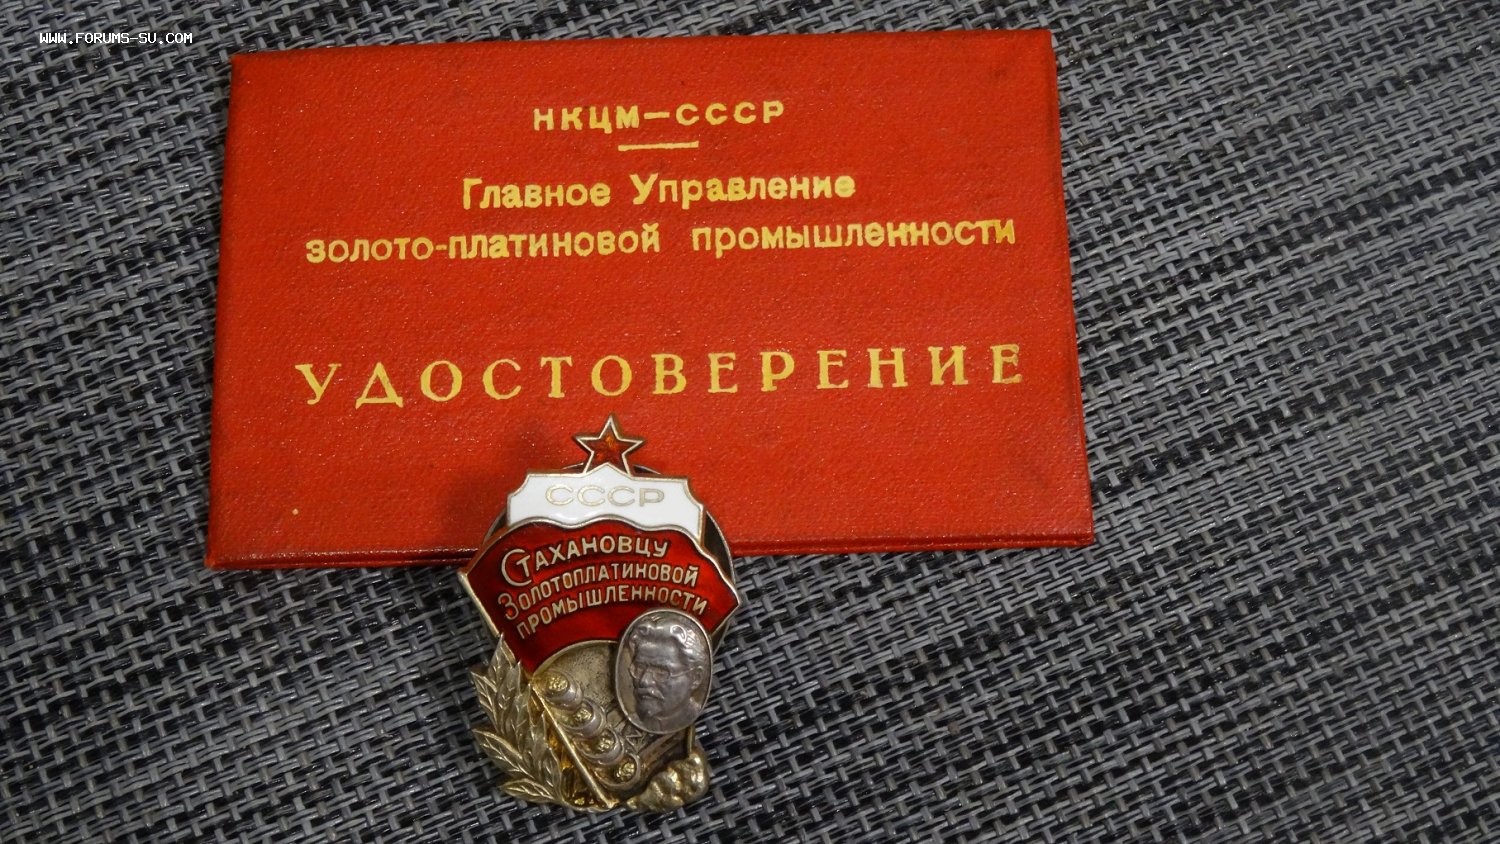 WWW.FORUMS-SU.COM
НКЦМ—СССР
Главное Управление
золото-платиновой промышленности
УДОСТОВЕРЕНИЕ
СССР
СТАХАНОВЦУ
ЗОЛОТОПЛАТИНОВОЙ
ПРОМЫШЛЕННОСТИ